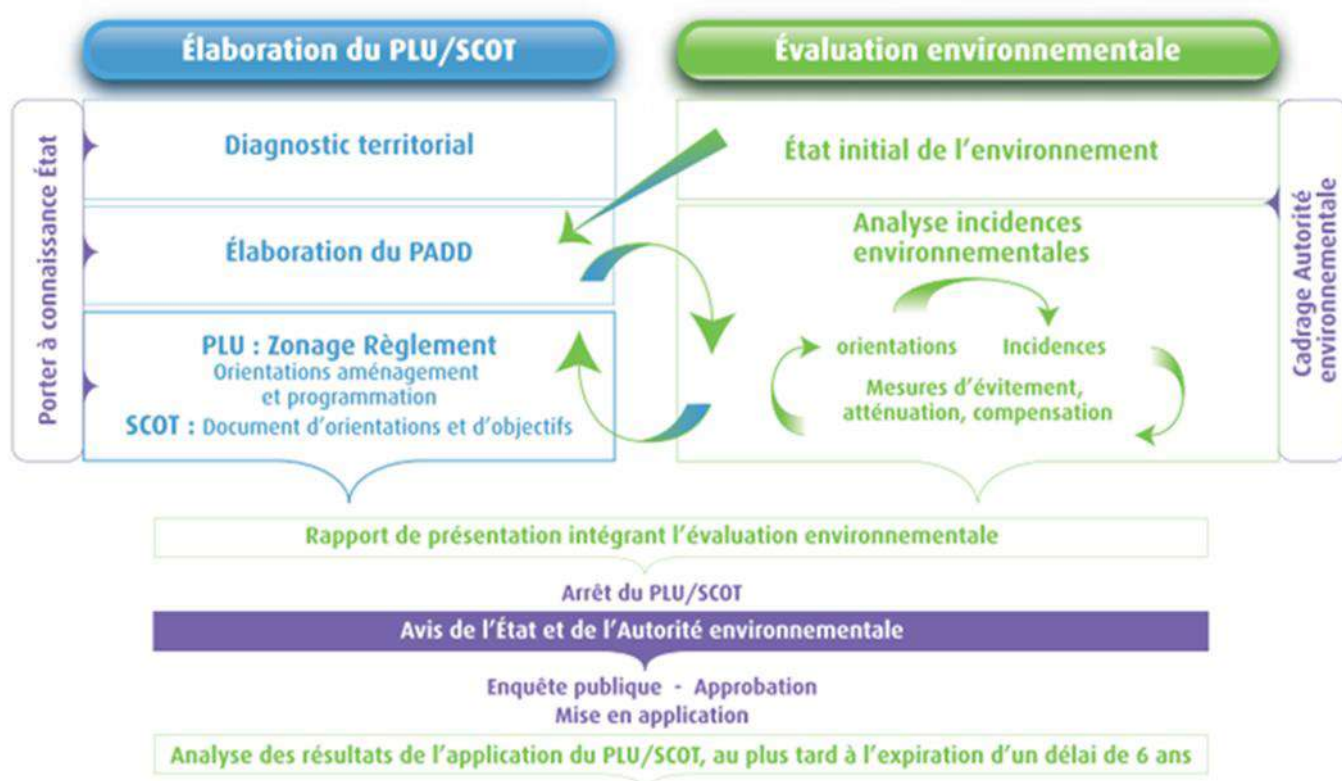 Élaboration du PLU/SCOT
Évaluation environnementale
Porter à connaissance État
Diagnostic territorial
État initial de l'environnement
Élaboration du PADD
Analyse incidences
environnementales
PLU : Zonage Règlement
Orientations aménagement
et programmation
SCOT : Document d'orientations et d'objectifs
orientations
Incidences
Mesures d'évitement,
atténuation, compensation
Cadrage Autorité
environnementale
Rapport de présentation intégrant l'évaluation environnementale
Arrêt du PLU/SCOT
Avis de l'État et de l'Autorité environnementale
Enquête publique - Approbation
Mise en application
Analyse des résultats de l'application du PLU/SCOT, au plus tard à l'expiration d'un délai de 6 ans